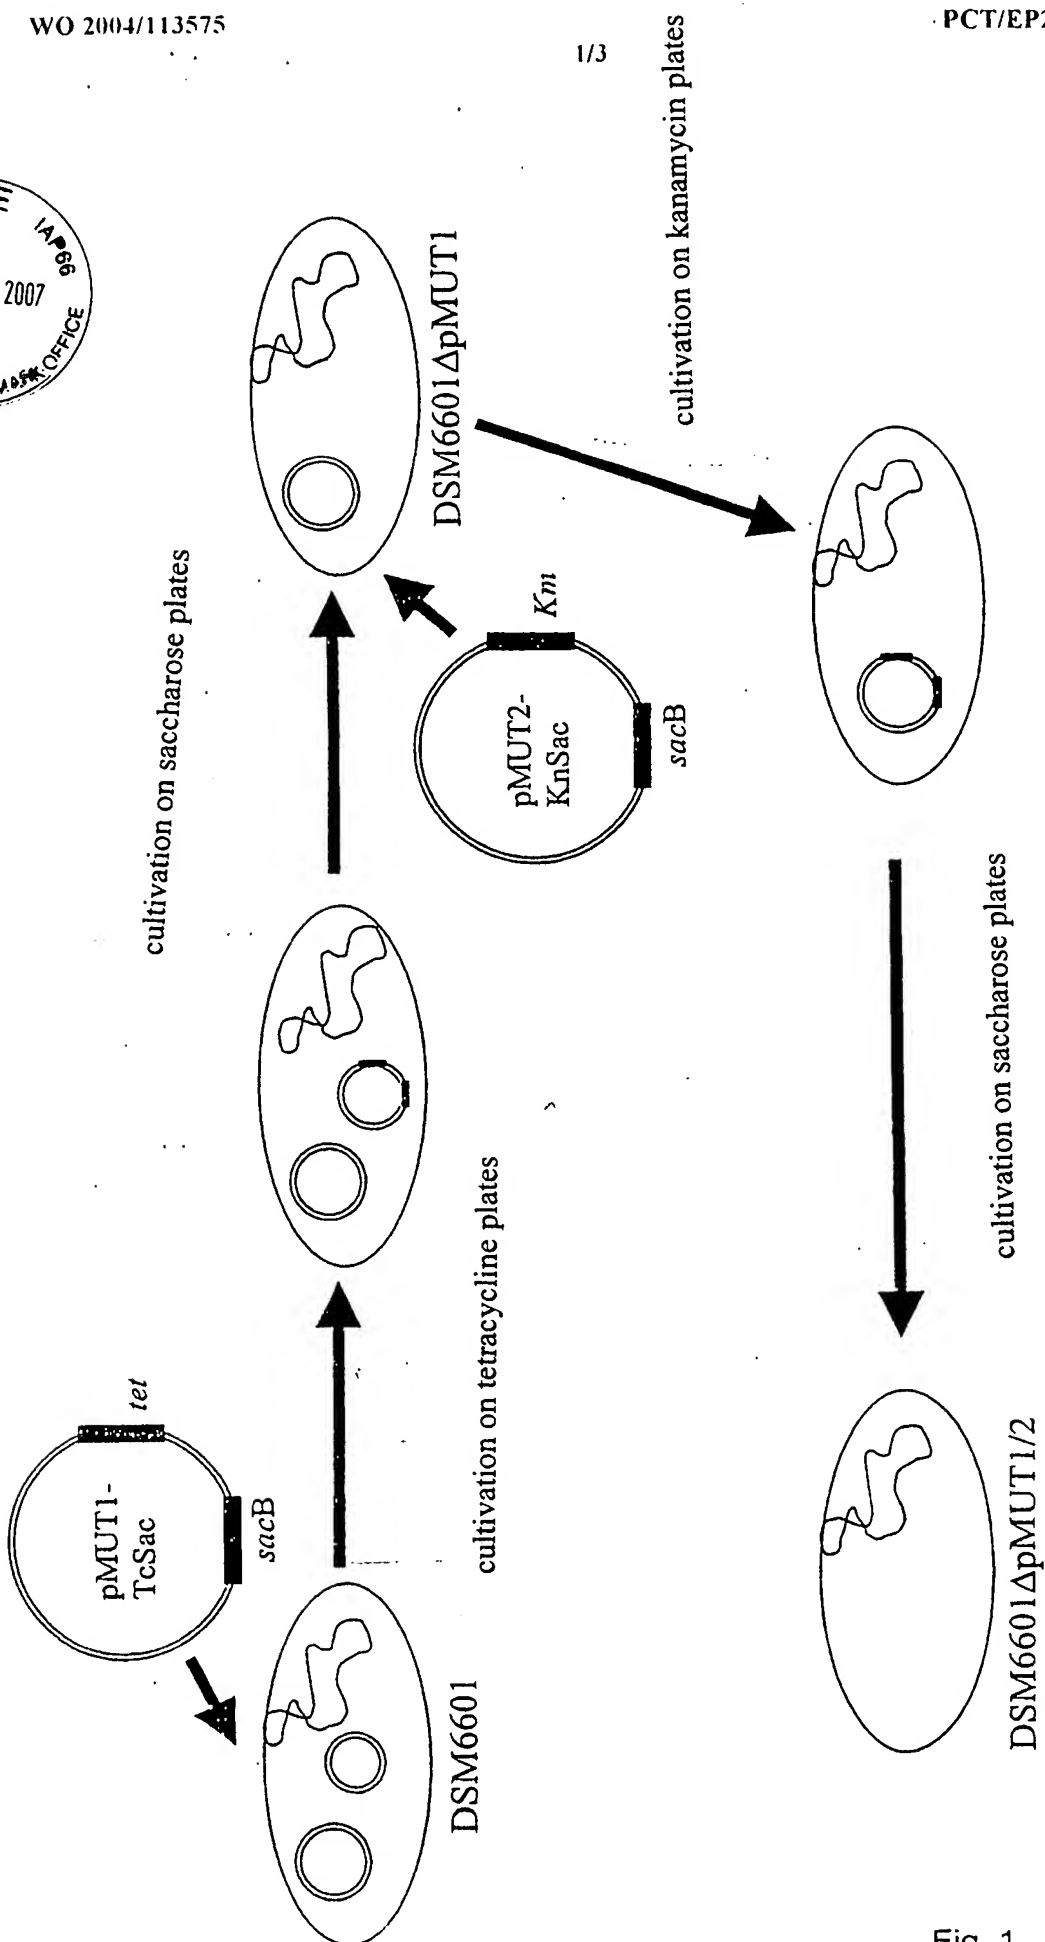 WO 2004/113575
PCT/EP2
1/3
IAP66
2007
OFFICE
pMUT1-
TcSac
tet
sacB
DSM6601
cultivation on tetracycline plates
cultivation on saccharose plates
DSM6601ΔpMUT1
pMUT2-
KnSac
Km
sacB
cultivation on kanamycin plates
cultivation on saccharose plates
DSM6601ΔpMUT1/2
Fig. 1